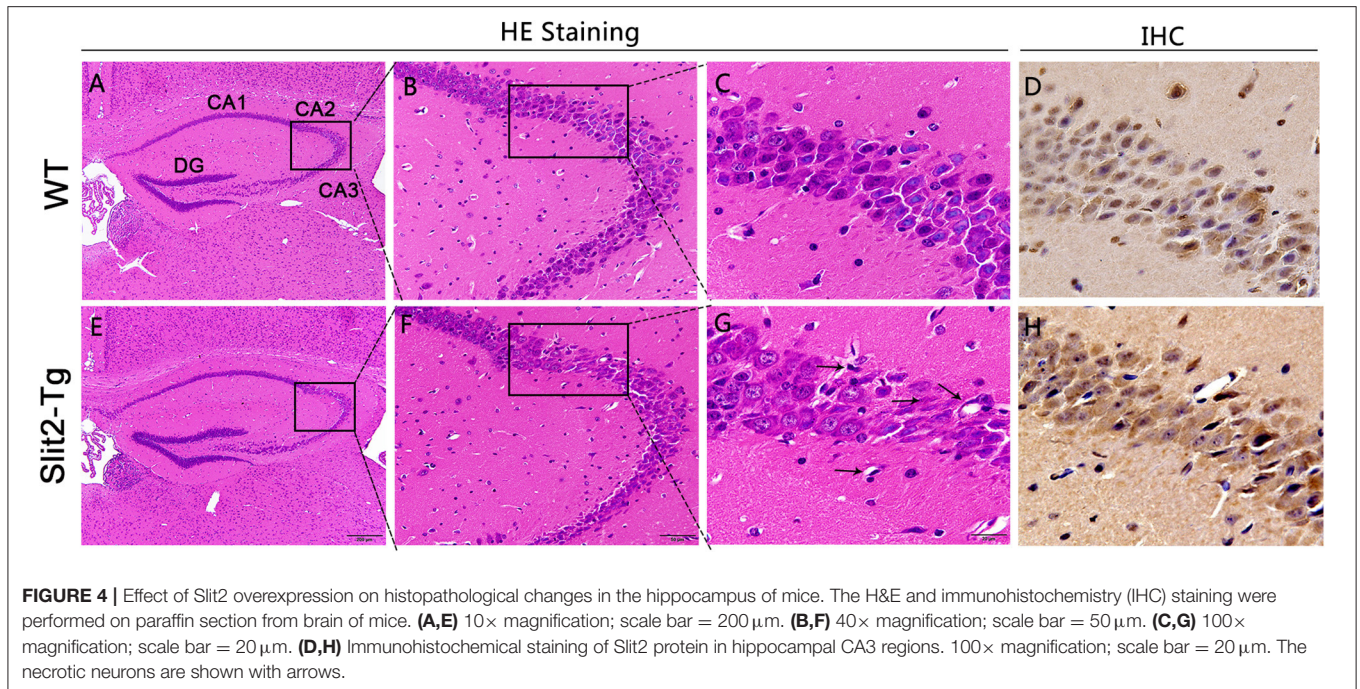 HE Staining
IHC
WT
A
CA1
CA2
DG
CA3
B
C
D
Slit2-Tg
E
200 μm
F
G
H
FIGURE 4 | Effect of Slit2 overexpression on histopathological changes in the hippocampus of mice. The H&E and immunohistochemistry (IHC) staining were
performed on paraffin section from brain of mice. (A,E) 10× magnification; scale bar = 200 μm. (B,F) 40× magnification; scale bar = 50 μm. (C,G) 100×
magnification; scale bar = 20 μm. (D,H) Immunohistochemical staining of Slit2 protein in hippocampal CA3 regions. 100× magnification; scale bar = 20 μm. The
necrotic neurons are shown with arrows.